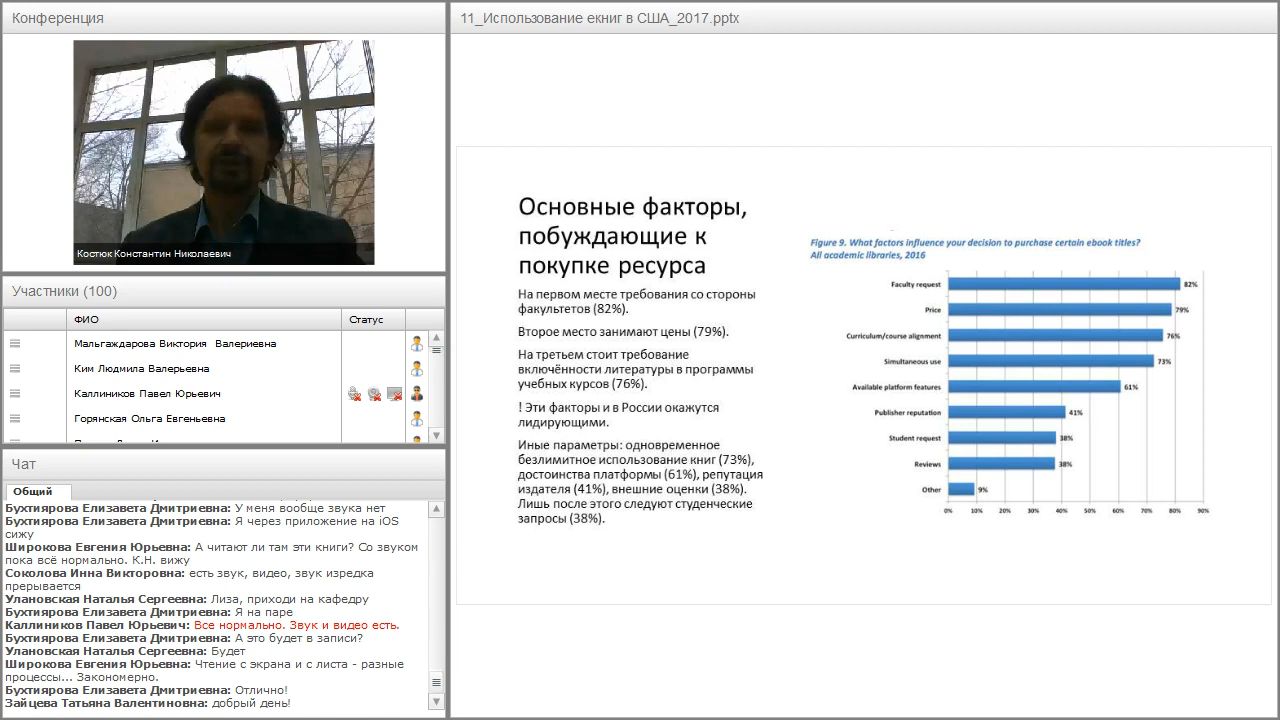 Конференция
Костюк Константин Николаевич
Участники (100)
ФИО
Статус
Мальгаждарова Виктория Викториевна
Ким Людмила Валерьевна
Каллиников Павел Юрьевич
Горянская Ольга Евгеньевна
Чат
Общий
Бухтиярова Елизавета Дмитриевна: У меня вообще звука нет
Бухтиярова Елизавета Дмитриевна: Я через приложение на iOS
сижу
Широкова Евгения Юрьевна: А читают ли там эти книги? Со звуком
пока всё нормально. К.Н. вижу
Соколова Инна Викторовна: есть звук, видео, звук изредка
прерывается
Улановская Наталья Сергеевна: Лиза, приходи на кафедру
Бухтиярова Елизавета Дмитриевна: Я на паре
Каллиников Павел Юрьевич: Все нормально. Звук и видео есть.
Бухтиярова Елизавета Дмитриевна: А это будет в записи?
Улановская Наталья Сергеевна: Будет
Широкова Евгения Юрьевна: Чтение с экрана и с листа - разные
процессы... Закономерно.
Бухтиярова Елизавета Дмитриевна: Отлично!
Зайцева Татьяна Валентиновна: добрый день!
11_Использование екниг в США_2017.pptx
Основные факторы,
побуждающие к
покупке ресурса
На первом месте требования со стороны
факультетов (82%).
Второе место занимают цены (79%).
На третьем стоит требование
включённости литературы в программы
учебных курсов (76%).
! Эти факторы и в России окажутся
лидирующими.
Иные параметры: одновременное
безлимитное использование книг (73%),
достоинства платформы (61%), репутация
издателя (41%), внешние оценки (38%).
Лишь после этого следуют студенческие
запросы (38%).
Figure 9. What factors influence your decision to purchase certain ebook titles?
All academic libraries, 2016
Faculty request 82%
Price 79%
Curriculum/course alignment 76%
Simultaneous use 73%
Available platform features 61%
Publisher reputation 41%
Student request 38%
Reviews 38%
Other 9%
0% 10% 20% 30% 40% 50% 60% 70% 80% 90%